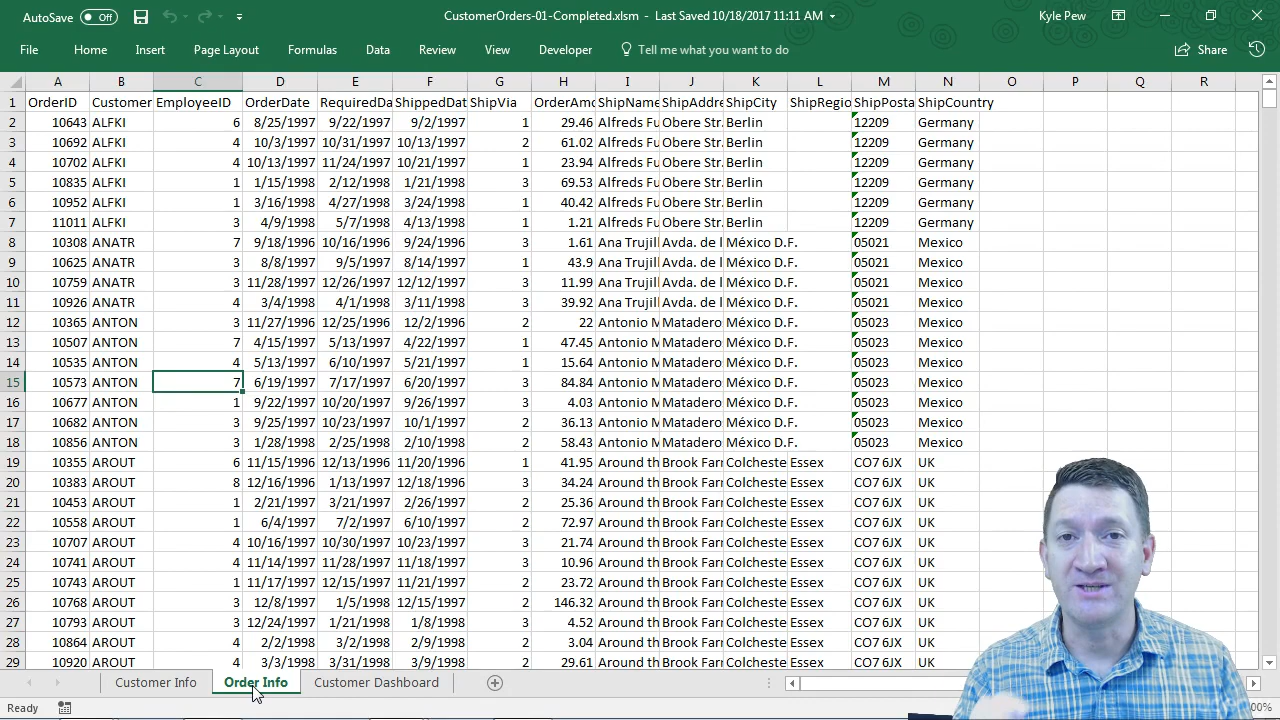 AutoSave Off CustomerOrders-01-Completed.xlsm - Last Saved 10/18/2017 11:11 AM Kyle Pew
File Home Insert Page Layout Formulas Data Review View Developer Tell me what you want to do Share
A B C D E F G H I J K L M N O P Q R
1 OrderID Customer EmployeeID OrderDate RequiredDa ShippedDat ShipVia OrderAmo ShipName ShipAddre ShipCity ShipRegio ShipPosta ShipCountry
2 10643 ALFKI 6 8/25/1997 9/22/1997 9/2/1997 1 29.46 Alfreds Fu Obere Str. Berlin 12209 Germany
3 10692 ALFKI 4 10/3/1997 10/31/1997 10/13/1997 2 61.02 Alfreds Fu Obere Str. Berlin 12209 Germany
4 10702 ALFKI 4 10/13/1997 11/24/1997 10/21/1997 1 23.94 Alfreds Fu Obere Str. Berlin 12209 Germany
5 10835 ALFKI 1 1/15/1998 2/12/1998 1/21/1998 3 69.53 Alfreds Fu Obere Str. Berlin 12209 Germany
6 10952 ALFKI 1 3/16/1998 4/27/1998 3/24/1998 1 40.42 Alfreds Fu Obere Str. Berlin 12209 Germany
7 11011 ALFKI 3 4/9/1998 5/7/1998 4/13/1998 1 1.21 Alfreds Fu Obere Str. Berlin 12209 Germany
8 10308 ANATR 7 9/18/1996 10/16/1996 9/24/1996 3 1.61 Ana Trujill Avda. de l México D.F. 05021 Mexico
9 10625 ANATR 3 8/8/1997 9/5/1997 8/14/1997 1 43.9 Ana Trujill Avda. de l México D.F. 05021 Mexico
10 10759 ANATR 3 11/28/1997 12/26/1997 12/12/1997 3 11.99 Ana Trujill Avda. de l México D.F. 05021 Mexico
11 10926 ANATR 4 3/4/1998 4/1/1998 3/11/1998 3 39.92 Ana Trujill Avda. de l México D.F. 05021 Mexico
12 10365 ANTON 3 11/27/1996 12/25/1996 12/2/1996 2 22 Antonio M Matadero México D.F. 05023 Mexico
13 10507 ANTON 7 4/15/1997 5/13/1997 4/22/1997 1 47.45 Antonio M Matadero México D.F. 05023 Mexico
14 10535 ANTON 4 5/13/1997 6/10/1997 5/21/1997 1 15.64 Antonio M Matadero México D.F. 05023 Mexico
15 10573 ANTON 7 6/19/1997 7/17/1997 6/20/1997 3 84.84 Antonio M Matadero México D.F. 05023 Mexico
16 10677 ANTON 1 9/22/1997 10/20/1997 9/26/1997 3 4.03 Antonio M Matadero México D.F. 05023 Mexico
17 10682 ANTON 3 9/25/1997 10/23/1997 10/1/1997 2 36.13 Antonio M Matadero México D.F. 05023 Mexico
18 10856 ANTON 3 1/28/1998 2/25/1998 2/10/1998 2 58.43 Antonio M Matadero México D.F. 05023 Mexico
19 10355 AROUT 6 11/15/1996 12/13/1996 11/20/1996 1 41.95 Around th Brook Farr Colcheste Essex CO7 6JX UK
20 10383 AROUT 8 12/16/1996 1/13/1997 12/18/1996 3 34.24 Around th Brook Farr Colcheste Essex CO7 6JX UK
21 10453 AROUT 1 2/21/1997 3/21/1997 2/26/1997 2 25.36 Around th Brook Farr Colcheste Essex CO7 6JX UK
22 10558 AROUT 1 6/4/1997 7/2/1997 6/10/1997 2 72.97 Around th Brook Farr Colcheste Essex CO7 6JX UK
23 10707 AROUT 4 10/16/1997 10/30/1997 10/23/1997 3 21.74 Around th Brook Farr Colcheste Essex CO7 6JX UK
24 10741 AROUT 4 11/14/1997 11/28/1997 11/18/1997 3 10.96 Around th Brook Farr Colcheste Essex CO7 6JX UK
25 10743 AROUT 1 11/17/1997 12/15/1997 11/21/1997 2 23.72 Around th Brook Farr Colcheste Essex CO7 6JX UK
26 10768 AROUT 3 12/8/1997 1/5/1998 12/15/1997 2 146.32 Around th Brook Farr Colcheste Essex CO7 6JX UK
27 10793 AROUT 3 12/24/1997 1/21/1998 1/8/1998 3 4.52 Around th Brook Farr Colcheste Essex CO7 6JX UK
28 10864 AROUT 4 2/2/1998 3/2/1998 2/9/1998 2 3.04 Around th Brook Farr Colcheste Essex CO7 6JX UK
29 10920 AROUT 4 3/3/1998 3/31/1998 3/9/1998 2 29.61 Around th Brook Farr Colcheste Essex CO7 6JX UK
Customer Info Order Info Customer Dashboard
Ready 00%